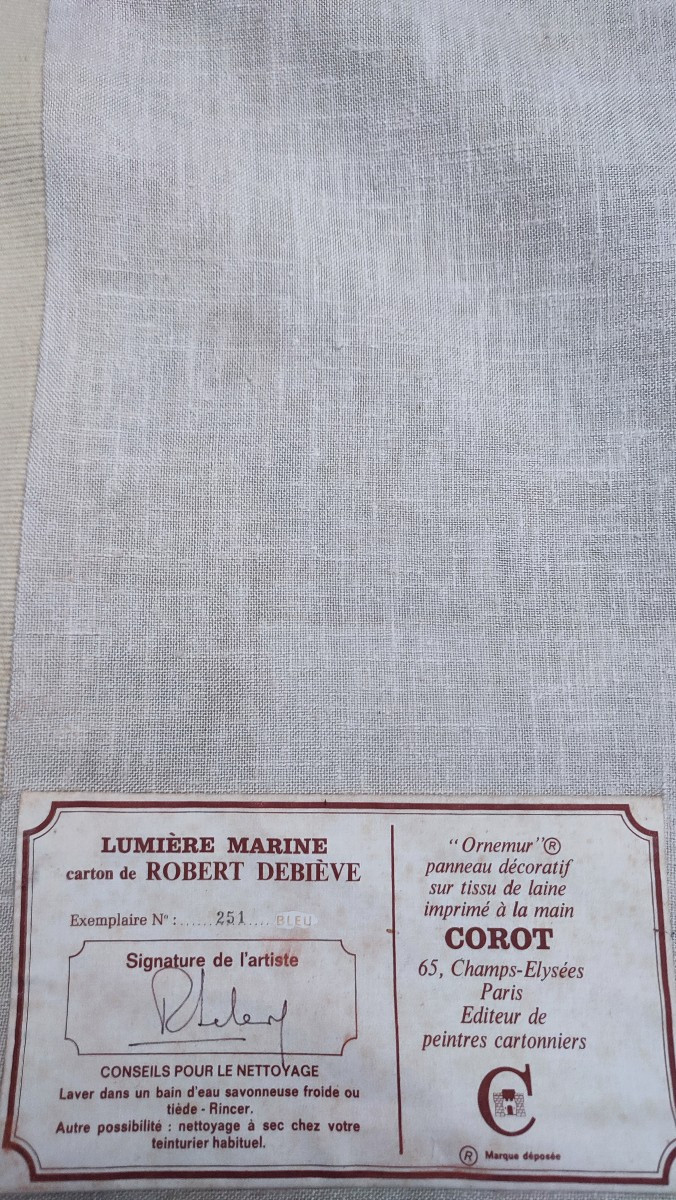 LUMIÈRE MARINE
carton de ROBERT DEBIÈVE
Exemplaire Nº :......251.... BLEU
Signature de l'artiste
CONSEILS POUR LE NETTOYAGE
Laver dans un bain d'eau savonneuse froide ou
tiède - Rincer.
Autre possibilité : nettoyage à sec chez votre
teinturier habituel.
"Ornemur"®
panneau décoratif
sur tissu de laine
imprimé à la main
COROT
65, Champs-Elysées
Paris
Editeur de
peintres cartonniers
C
® Marque déposée